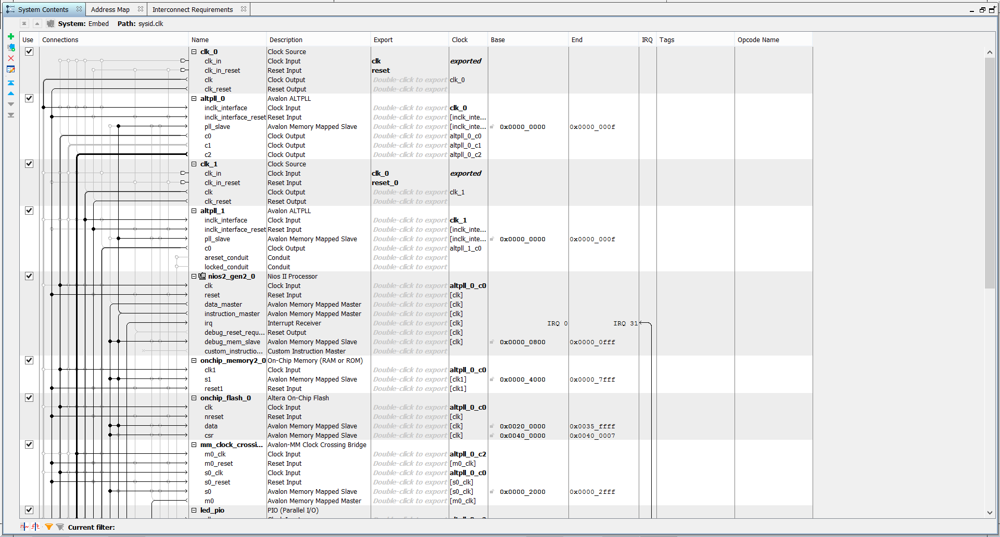 System Contents Address Map Interconnect Requirements
System: Embed Path: sysid.clk
Use Connections Name Description Export Clock Base End IRQ Tags Opcode Name
clk_0 Clock Source
clk_in Clock Input clk exported
clk_in_reset Reset Input reset
clk Clock Output Double-click to export clk_0
clk_reset Reset Output Double-click to export
altpll_0 Avalon ALTPLL
inclk_interface Clock Input Double-click to export clk_0
inclk_interface_reset Reset Input Double-click to export [inclk_inte...
pll_slave Avalon Memory Mapped Slave Double-click to export [inclk_inte... 0x0000_0000 0x0000_000f
c0 Clock Output Double-click to export altpll_0_c0
c1 Clock Output Double-click to export altpll_0_c1
c2 Clock Output Double-click to export altpll_0_c2
clk_1 Clock Source
clk_in Clock Input clk_0 exported
clk_in_reset Reset Input reset_0
clk Clock Output Double-click to export clk_1
clk_reset Reset Output Double-click to export
altpll_1 Avalon ALTPLL
inclk_interface Clock Input Double-click to export clk_1
inclk_interface_reset Reset Input Double-click to export [inclk_inte...
pll_slave Avalon Memory Mapped Slave Double-click to export [inclk_inte... 0x0000_0000 0x0000_000f
c0 Clock Output Double-click to export altpll_1_c0
areset_conduit Conduit Double-click to export
locked_conduit Conduit Double-click to export
nios2_gen2_0 Nios II Processor
clk Clock Input Double-click to export altpll_0_c0
reset Reset Input Double-click to export [clk]
data_master Avalon Memory Mapped Master Double-click to export [clk]
instruction_master Avalon Memory Mapped Master Double-click to export [clk]
irq Interrupt Receiver Double-click to export [clk] IRQ 0 IRQ 31
debug_reset_requ... Reset Output Double-click to export [clk]
debug_mem_slave Avalon Memory Mapped Slave Double-click to export [clk] 0x0000_0800 0x0000_0fff
custom_instructio... Custom Instruction Master Double-click to export
onchip_memory2_0 On-Chip Memory (RAM or ROM)
clk1 Clock Input Double-click to export altpll_0_c0
s1 Avalon Memory Mapped Slave Double-click to export [clk1] 0x0000_4000 0x0000_7fff
reset1 Reset Input Double-click to export [clk1]
onchip_flash_0 Altera On-Chip Flash
clk Clock Input Double-click to export altpll_0_c0
nreset Reset Input Double-click to export [clk]
data Avalon Memory Mapped Slave Double-click to export [clk] 0x0020_0000 0x0035_ffff
csr Avalon Memory Mapped Slave Double-click to export [clk] 0x0040_0000 0x0040_0007
mm_clock_crossi... Avalon-MM Clock Crossing Bridge
m0_clk Clock Input Double-click to export altpll_0_c2
m0_reset Reset Input Double-click to export [m0_clk]
s0_clk Clock Input Double-click to export altpll_0_c0
s0_reset Reset Input Double-click to export [s0_clk]
s0 Avalon Memory Mapped Slave Double-click to export [s0_clk] 0x0000_2000 0x0000_2fff
m0 Avalon Memory Mapped Master Double-click to export [m0_clk]
led_pio PIO (Parallel I/O)
Current filter: